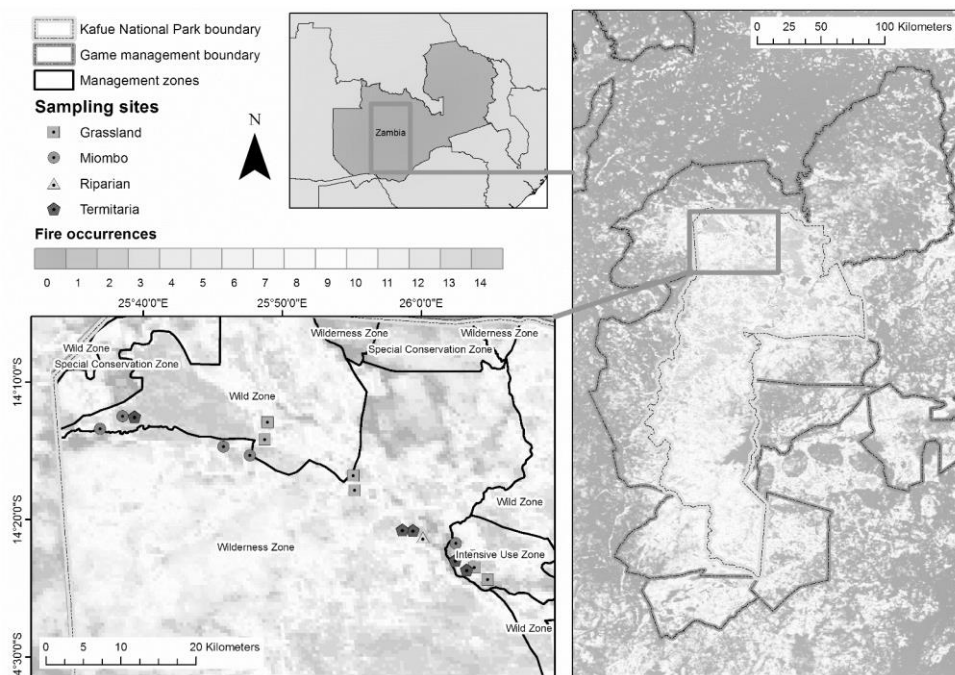 Kafue National Park boundary
Game management boundary
Management zones
Sampling sites
Grassland
Miombo
Riparian
Termitaria
Fire occurrences
0 1 2 3 4 5 6 7 8 9 10 11 12 13 14
N
Zambia
0 25 50 100 Kilometers
25°40'0"E 25°50'0"E 26°0'0"E
14°10'0"S
14°20'0"S
4°30'0"S
Wilderness Zone
Wilderness Zone
Wild Zone
Special Conservation Zone
Special Conservation Zone
Wild Zone
Wild Zone
Wilderness Zone
Intensive Use Zone
Wild Zone
0 5 10 20 Kilometers